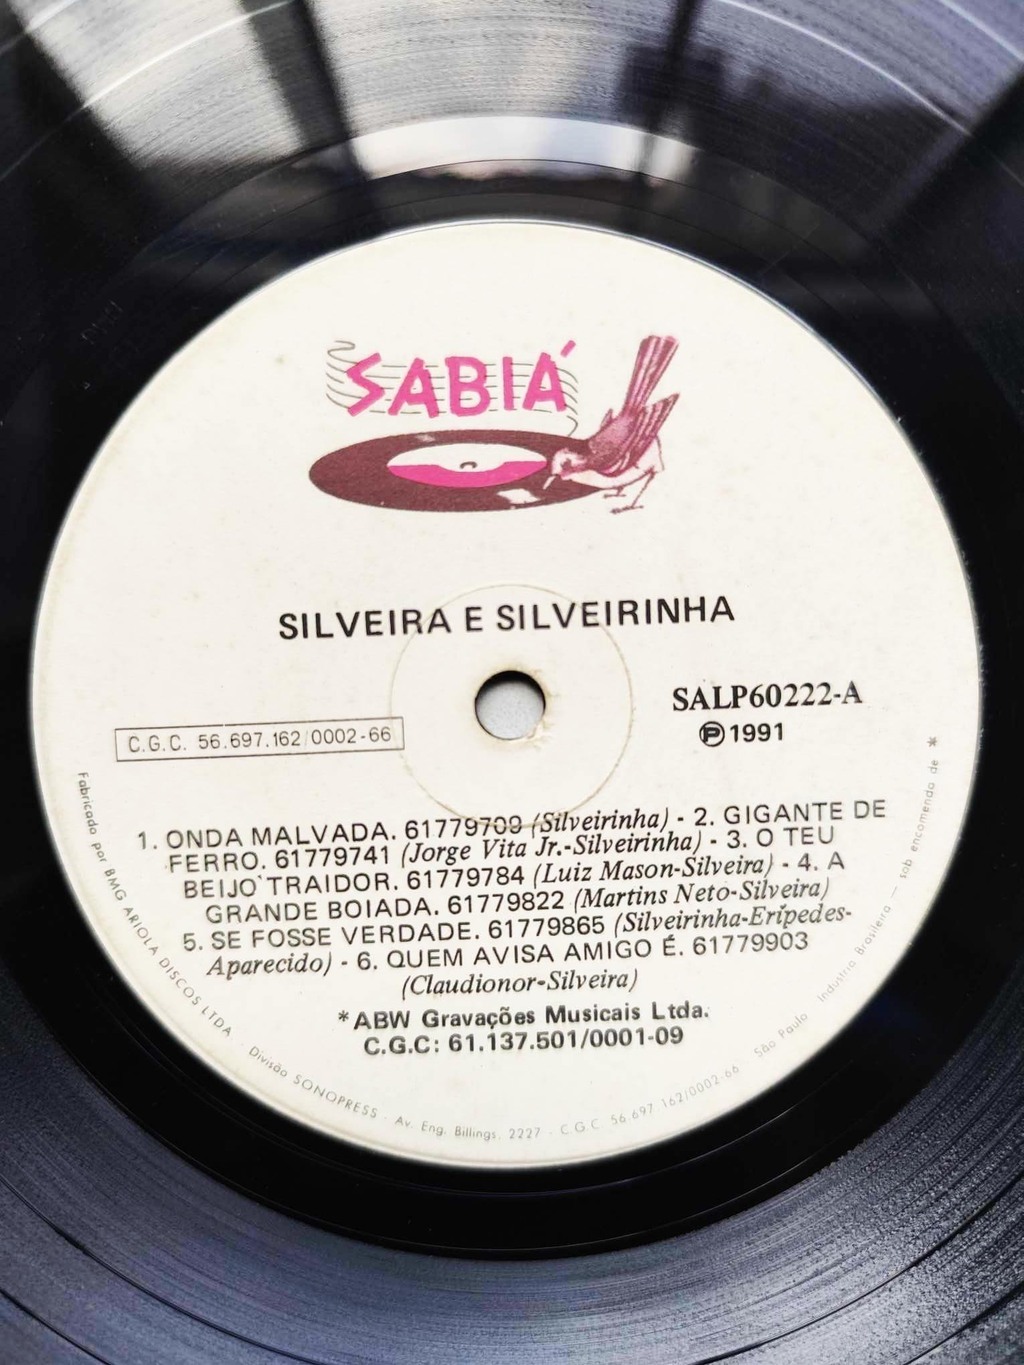 SABIÁ
SILVEIRA E SILVEIRINHA
SALP60222-A
℗ 1991
C.G.C. 56.697.162/0002-66
1. ONDA MALVADA. 61779709 (Silveirinha) - 2. GIGANTE DE
FERRO. 61779741 (Jorge Vita Jr.-Silveirinha) - 3. O TEU
BEIJO TRAIDOR. 61779784 (Luiz Mason-Silveira) - 4. A
GRANDE BOIADA. 61779822 (Martins Neto-Silveira)
5. SE FOSSE VERDADE. 61779865 (Silveirinha-Erípedes-
Aparecido) - 6. QUEM AVISA AMIGO É. 61779903
(Claudionor-Silveira)
*ABW Gravações Musicais Ltda.
C.G.C: 61.137.501/0001-09
Fabricado por BMG ARIOLA DISCOS LTDA - Divisão SONOPRESS - Av. Eng. Billings, 2227 - C.G.C. 56.697 162/0002-66 São Paulo Industria Brasileira — sob encomenda de *